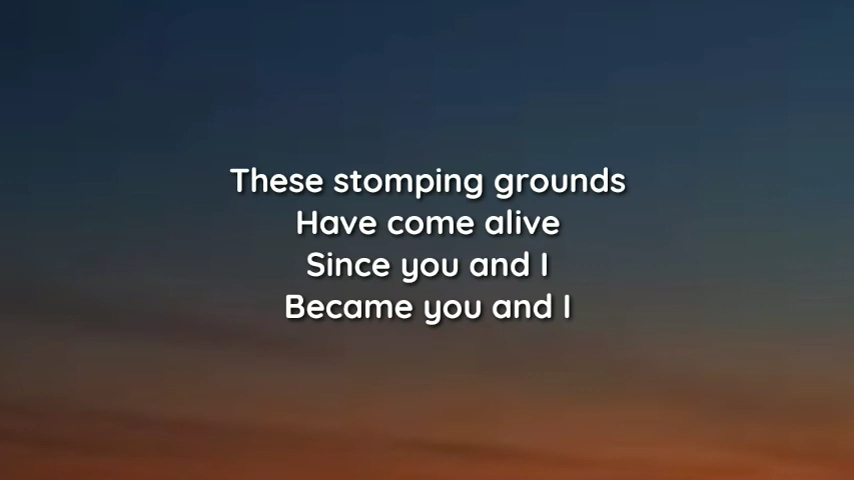 These stomping grounds
Have come alive
Since you and I
Became you and I